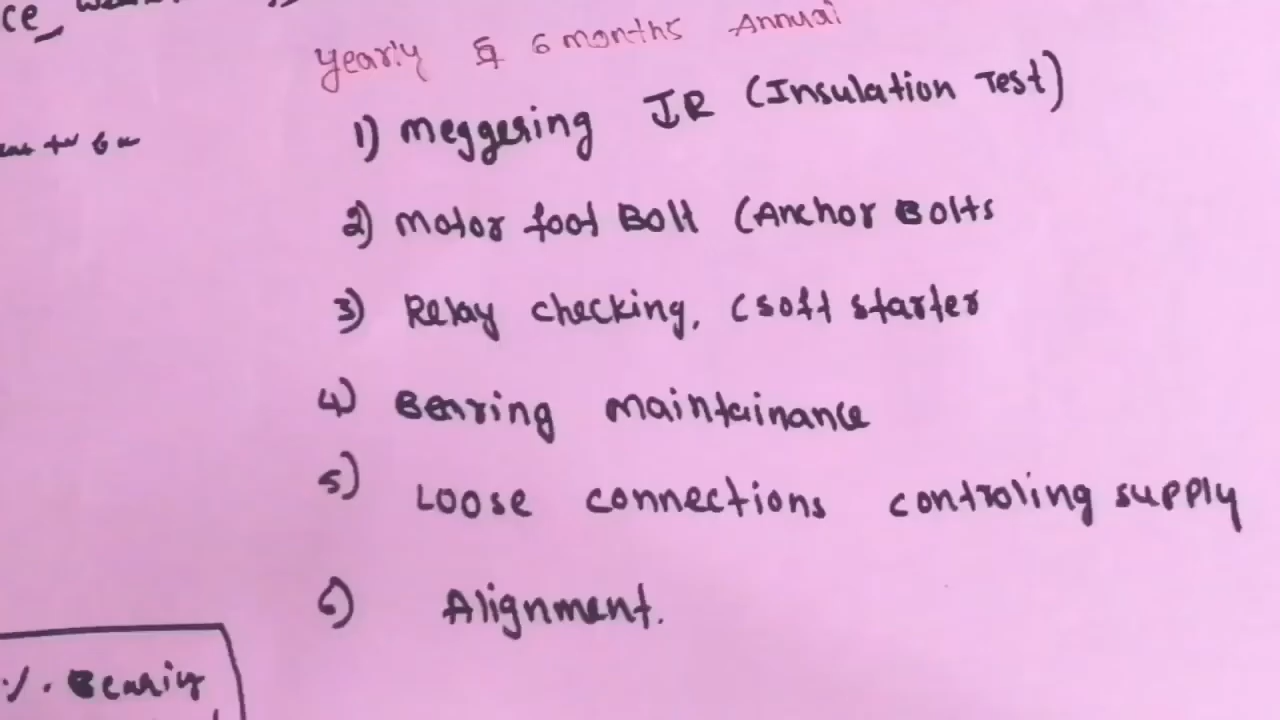 ce
Yearly & 6 months Annual
1) Meggering IR (Insulation Test)
2) Motor foot Bolt (Anchor Bolts
3) Relay checking, (Soft starter
4) Bearing maintainance
5) Loose connections controling supply
6) Alignment.
Bearing